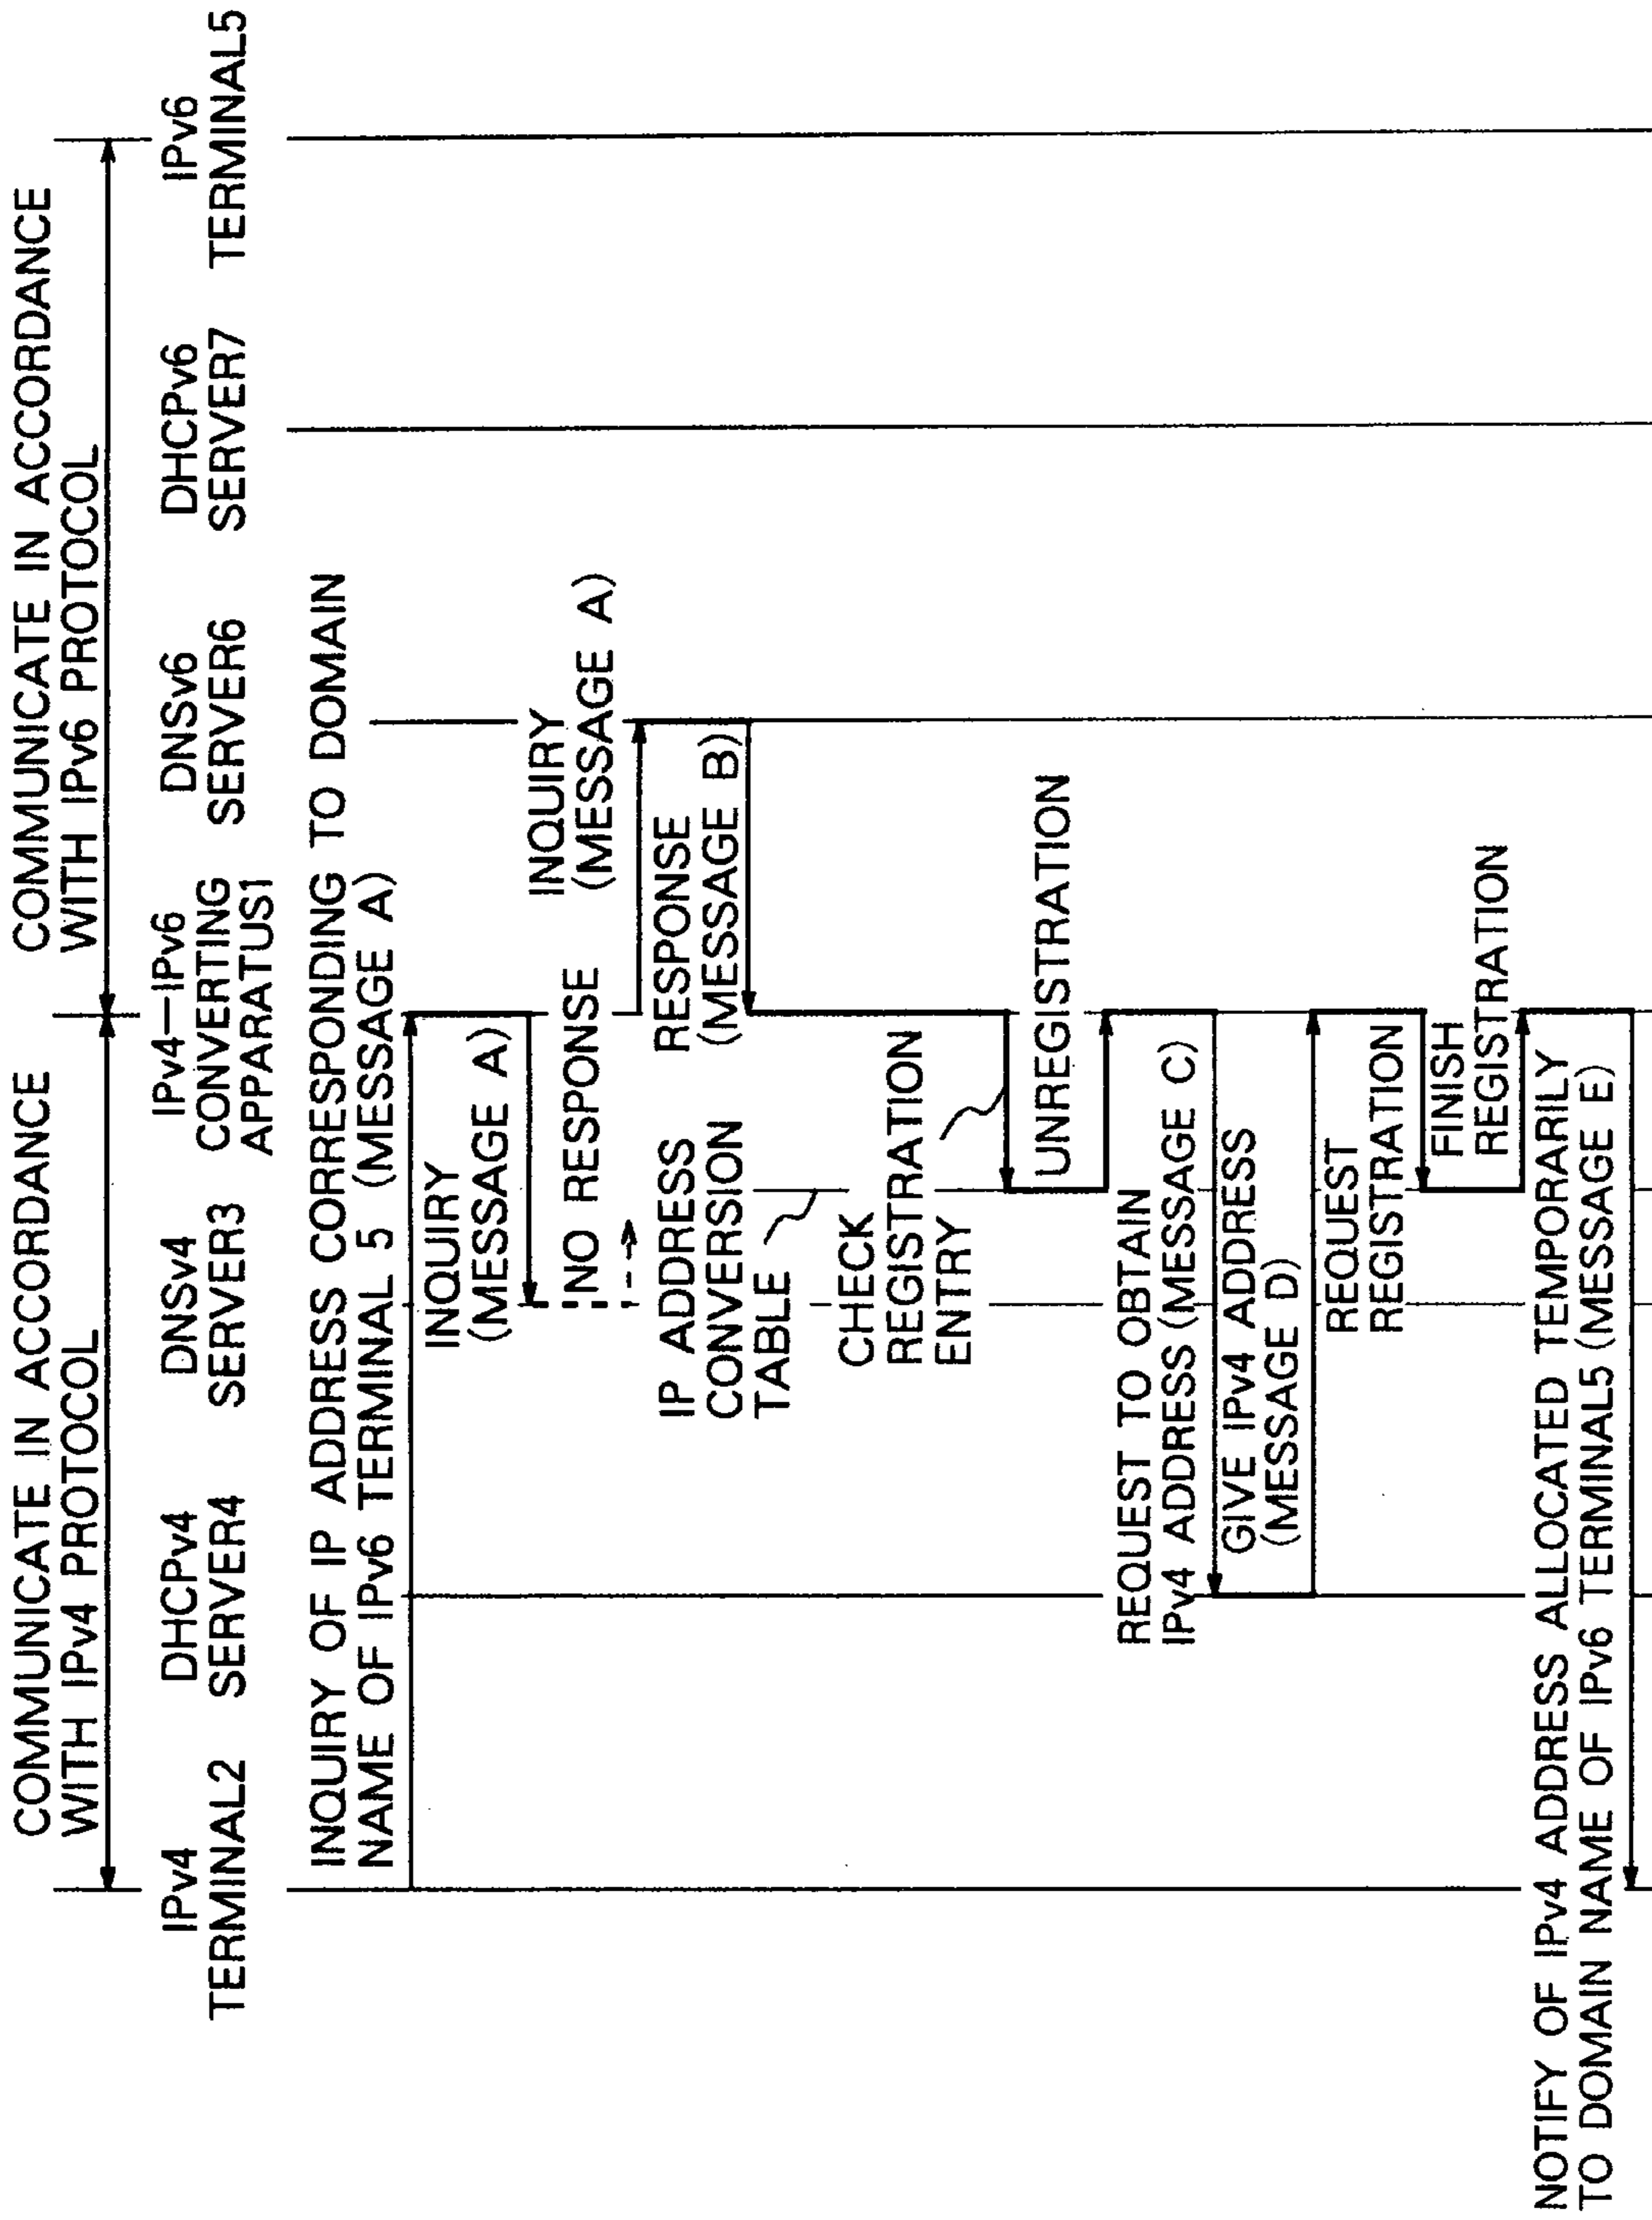 COMMUNICATE IN ACCORDANCE
WITH IPv4 PROTOCOL
COMMUNICATE IN ACCORDANCE
WITH IPv6 PROTOCOL
IPv4
TERMINAL2
DHCPv4
SERVER4
DNSv4
SERVER3
IPv4–IPv6
CONVERTING
APPARATUS1
DNSv6
SERVER6
DHCPv6
SERVER7
IPv6
TERMINAL5
INQUIRY OF IP ADDRESS CORRESPONDING TO DOMAIN
NAME OF IPv6 TERMINAL 5 (MESSAGE A)
INQUIRY
(MESSAGE A)
INQUIRY
(MESSAGE A)
NO RESPONSE
RESPONSE
(MESSAGE B)
IP ADDRESS
CONVERSION
TABLE
CHECK
REGISTRATION
ENTRY
UNREGISTRATION
REQUEST TO OBTAIN
IPv4 ADDRESS (MESSAGE C)
GIVE IPv4 ADDRESS
(MESSAGE D)
REQUEST
REGISTRATION
FINISH
REGISTRATION
NOTIFY OF IPv4 ADDRESS ALLOCATED TEMPORARILY
TO DOMAIN NAME OF IPv6 TERMINAL5 (MESSAGE E)